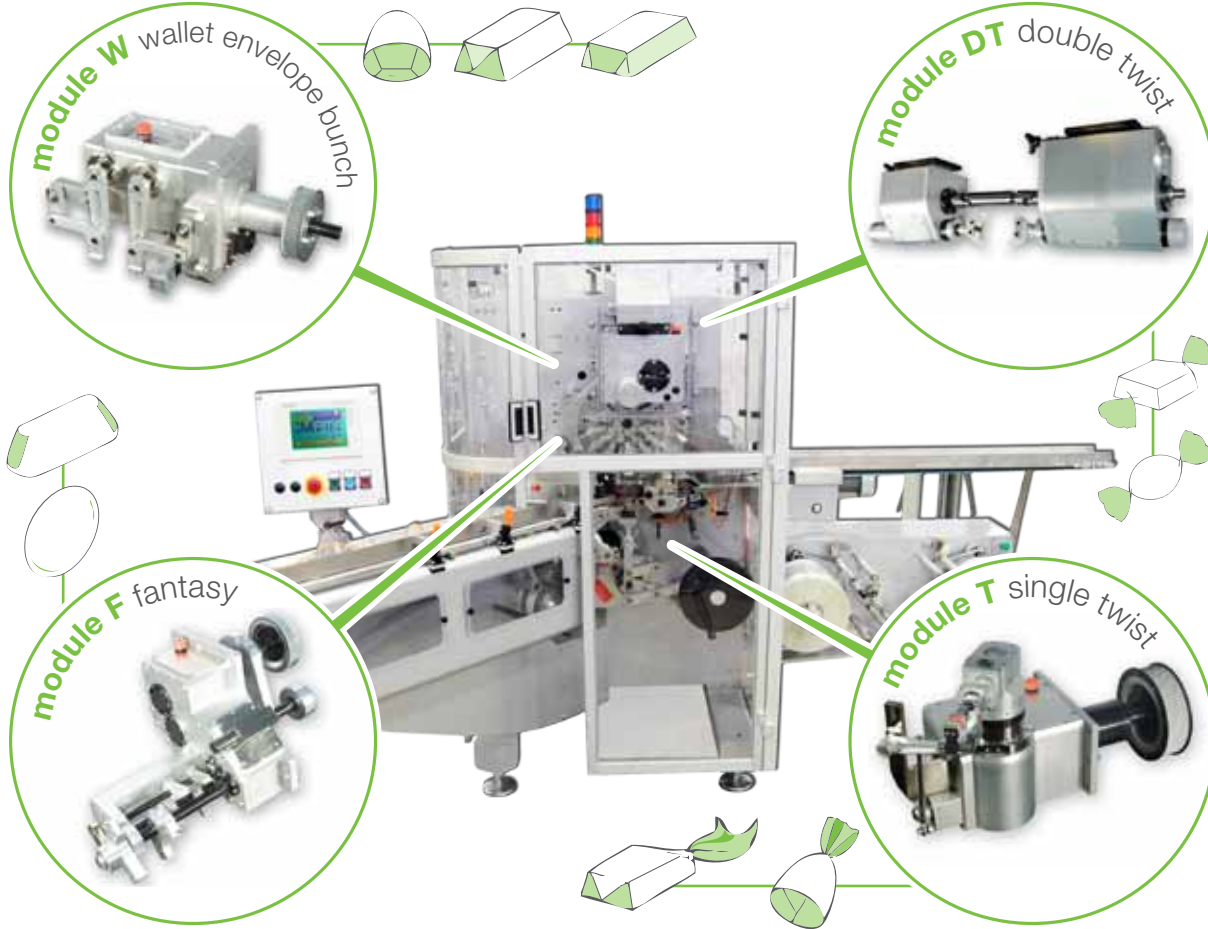 module W wallet envelope bunch
module DT double twist
module F fantasy
module T single twist